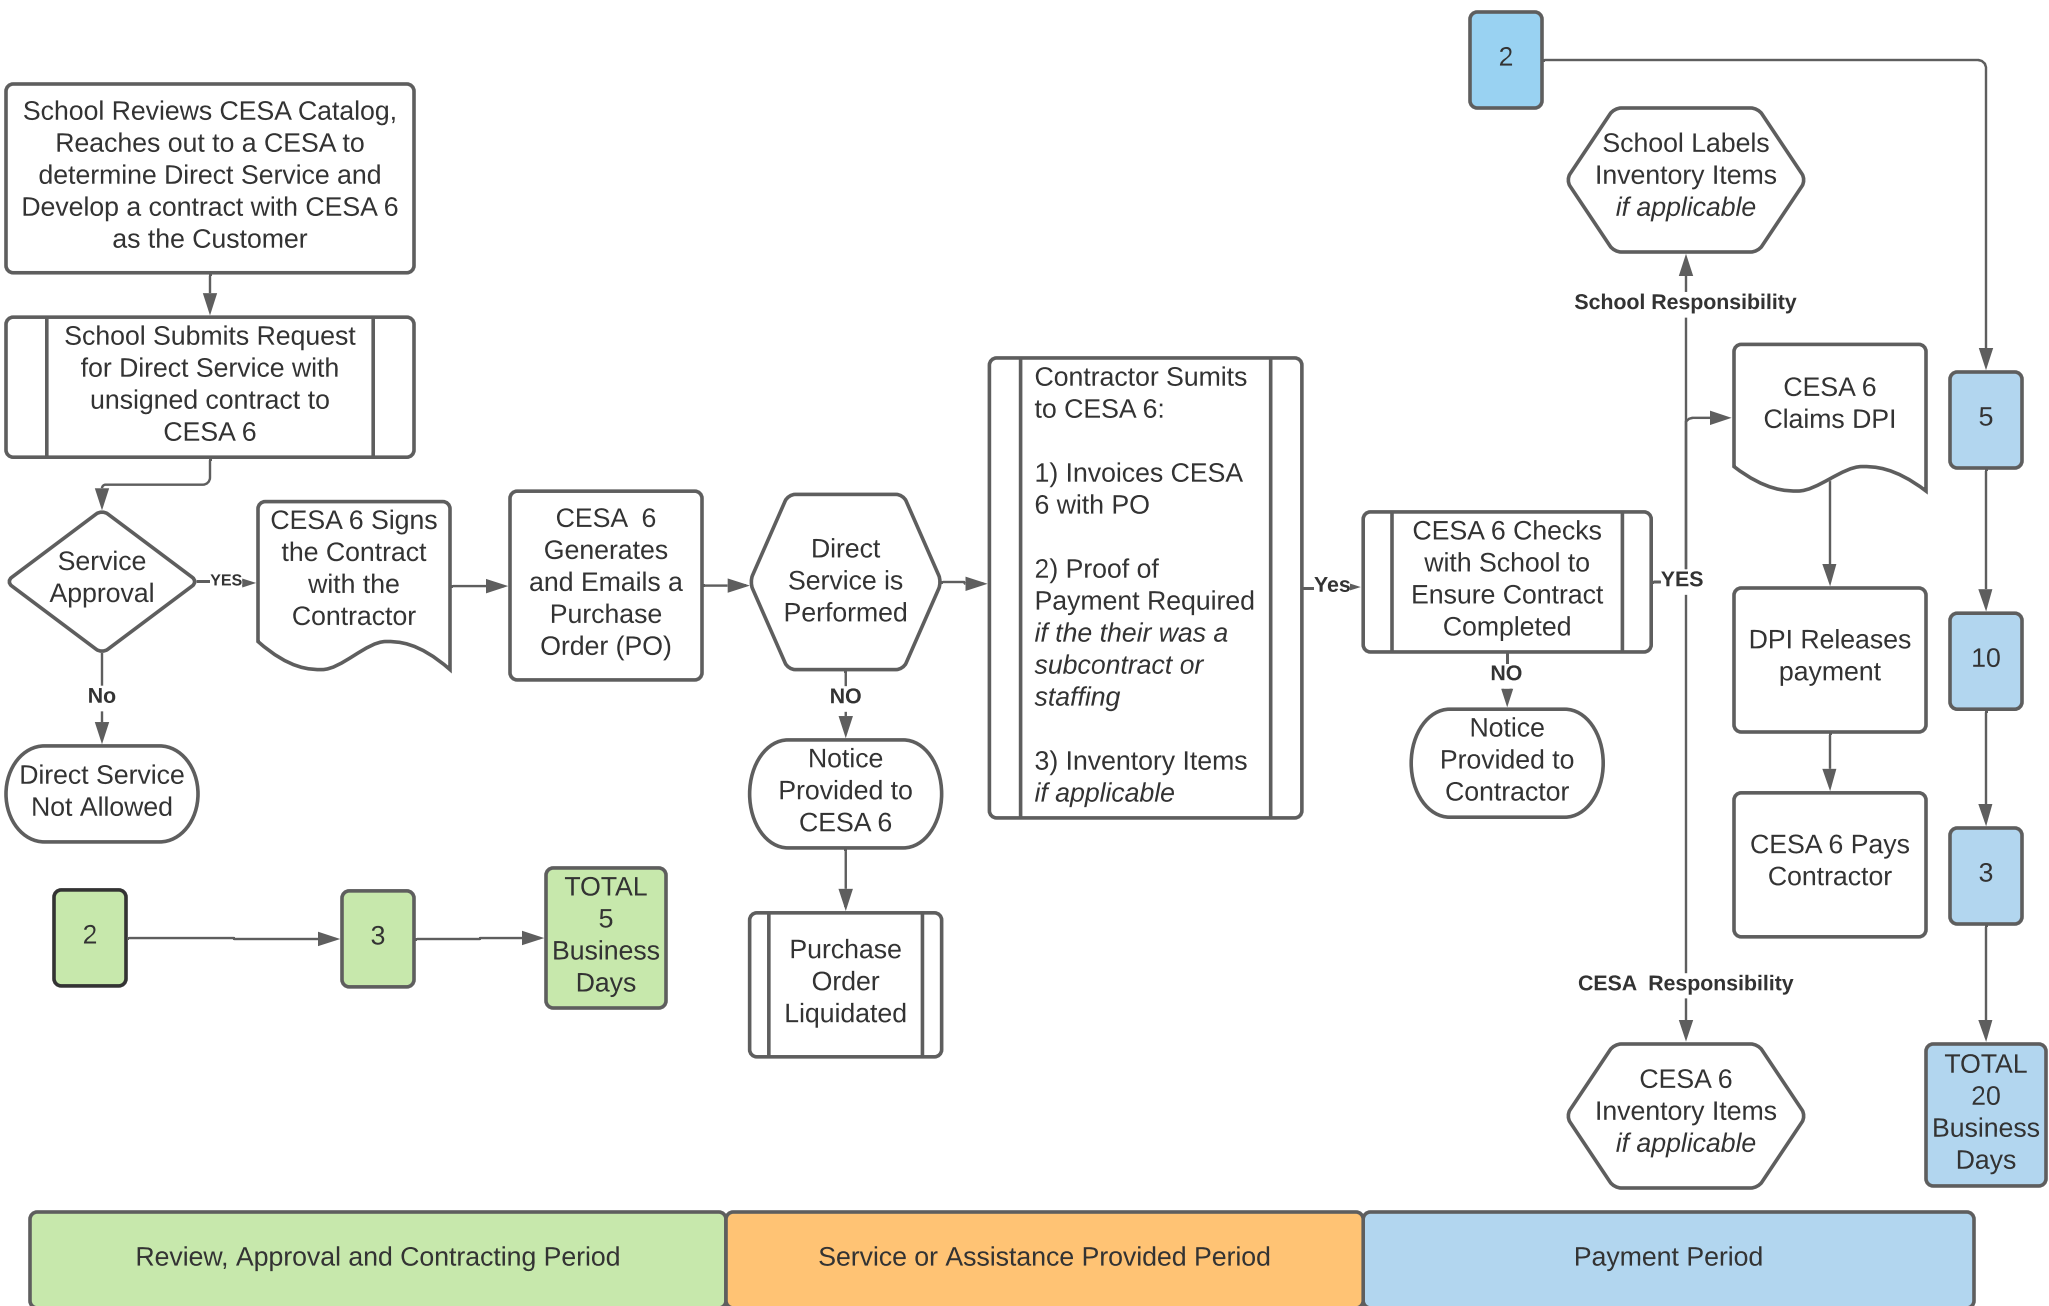 School Reviews CESA Catalog,
Reaches out to a CESA to
determine Direct Service and
Develop a contract with CESA 6
as the Customer
School Submits Request
for Direct Service with
unsigned contract to
CESA 6
Service
Approval
YES
No
Direct Service
Not Allowed
CESA 6 Signs
the Contract
with the
Contractor
CESA  6
Generates
and Emails a
Purchase
Order (PO)
Direct
Service is
Performed
NO
Notice
Provided to
CESA 6
Purchase
Order
Liquidated
Contractor Sumits
to CESA 6:
1) Invoices CESA
6 with PO
2) Proof of
Payment Required
if the their was a
subcontract or
staffing
3) Inventory Items
if applicable
Yes
CESA 6 Checks
with School to
Ensure Contract
Completed
NO
Notice
Provided to
Contractor
YES
School Responsibility
School Labels
Inventory Items
if applicable
CESA 6
Claims DPI
DPI Releases
payment
CESA 6 Pays
Contractor
CESA  Responsibility
CESA 6
Inventory Items
if applicable
2
5
10
3
TOTAL
20
Business
Days
2
3
TOTAL
5
Business
Days
Review, Approval and Contracting Period
Service or Assistance Provided Period
Payment Period